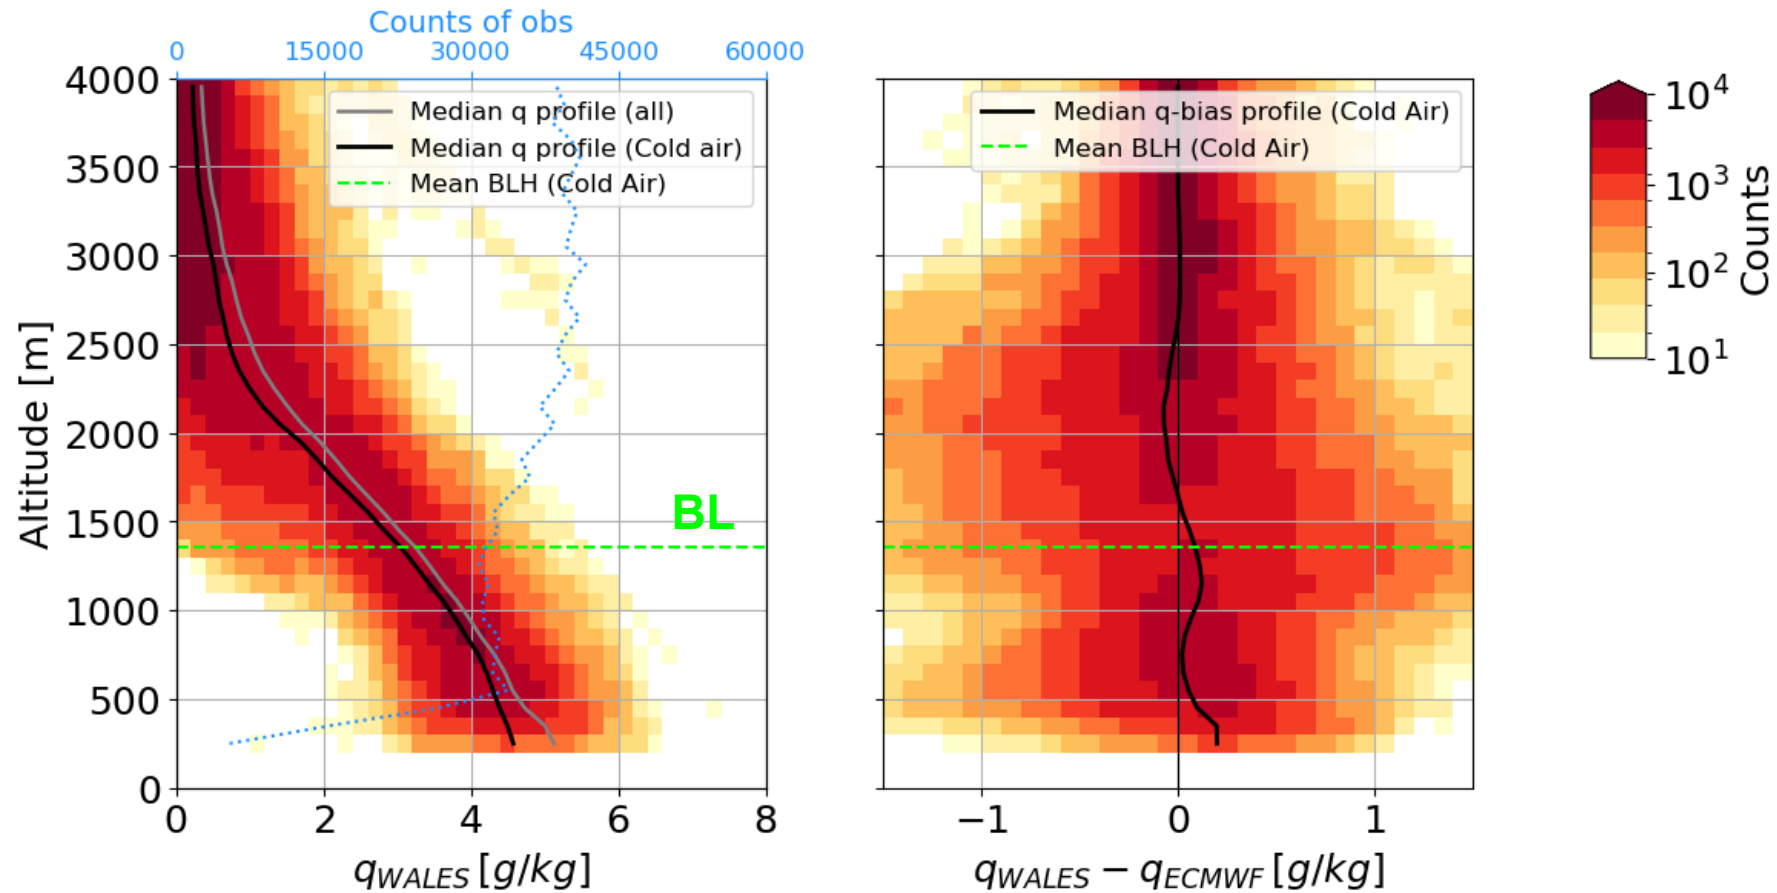 Counts of obs
0 15000 30000 45000 60000
4000
3500
3000
2500
2000
1500
1000
500
0
Altitude [m]
Median q profile (all)
Median q profile (Cold air)
Mean BLH (Cold Air)
BL
0 2 4 6 8
qWALES [g/kg]
Median q-bias profile (Cold Air)
Mean BLH (Cold Air)
−1 0 1
qWALES − qECMWF [g/kg]
10^4
10^3
10^2
10^1
Counts